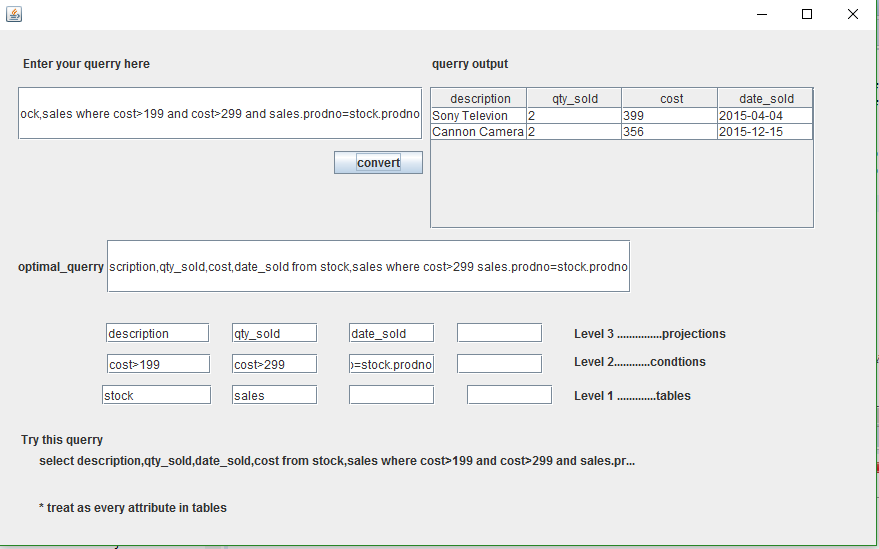 Enter your querry here
querry output
ock,sales where cost>199 and cost>299 and sales.prodno=stock.prodno
convert
description qty_sold cost date_sold
Sony Televion 2 399 2015-04-04
Cannon Camera 2 356 2015-12-15
optimal_querry scription,qty_sold,cost,date_sold from stock,sales where cost>299 sales.prodno=stock.prodno
description qty_sold date_sold Level 3 ...............projections
cost>199 cost>299 o=stock.prodno Level 2............condtions
stock sales Level 1 .............tables
Try this querry
select description,qty_sold,date_sold,cost from stock,sales where cost>199 and cost>299 and sales.pr...
* treat as every attribute in tables